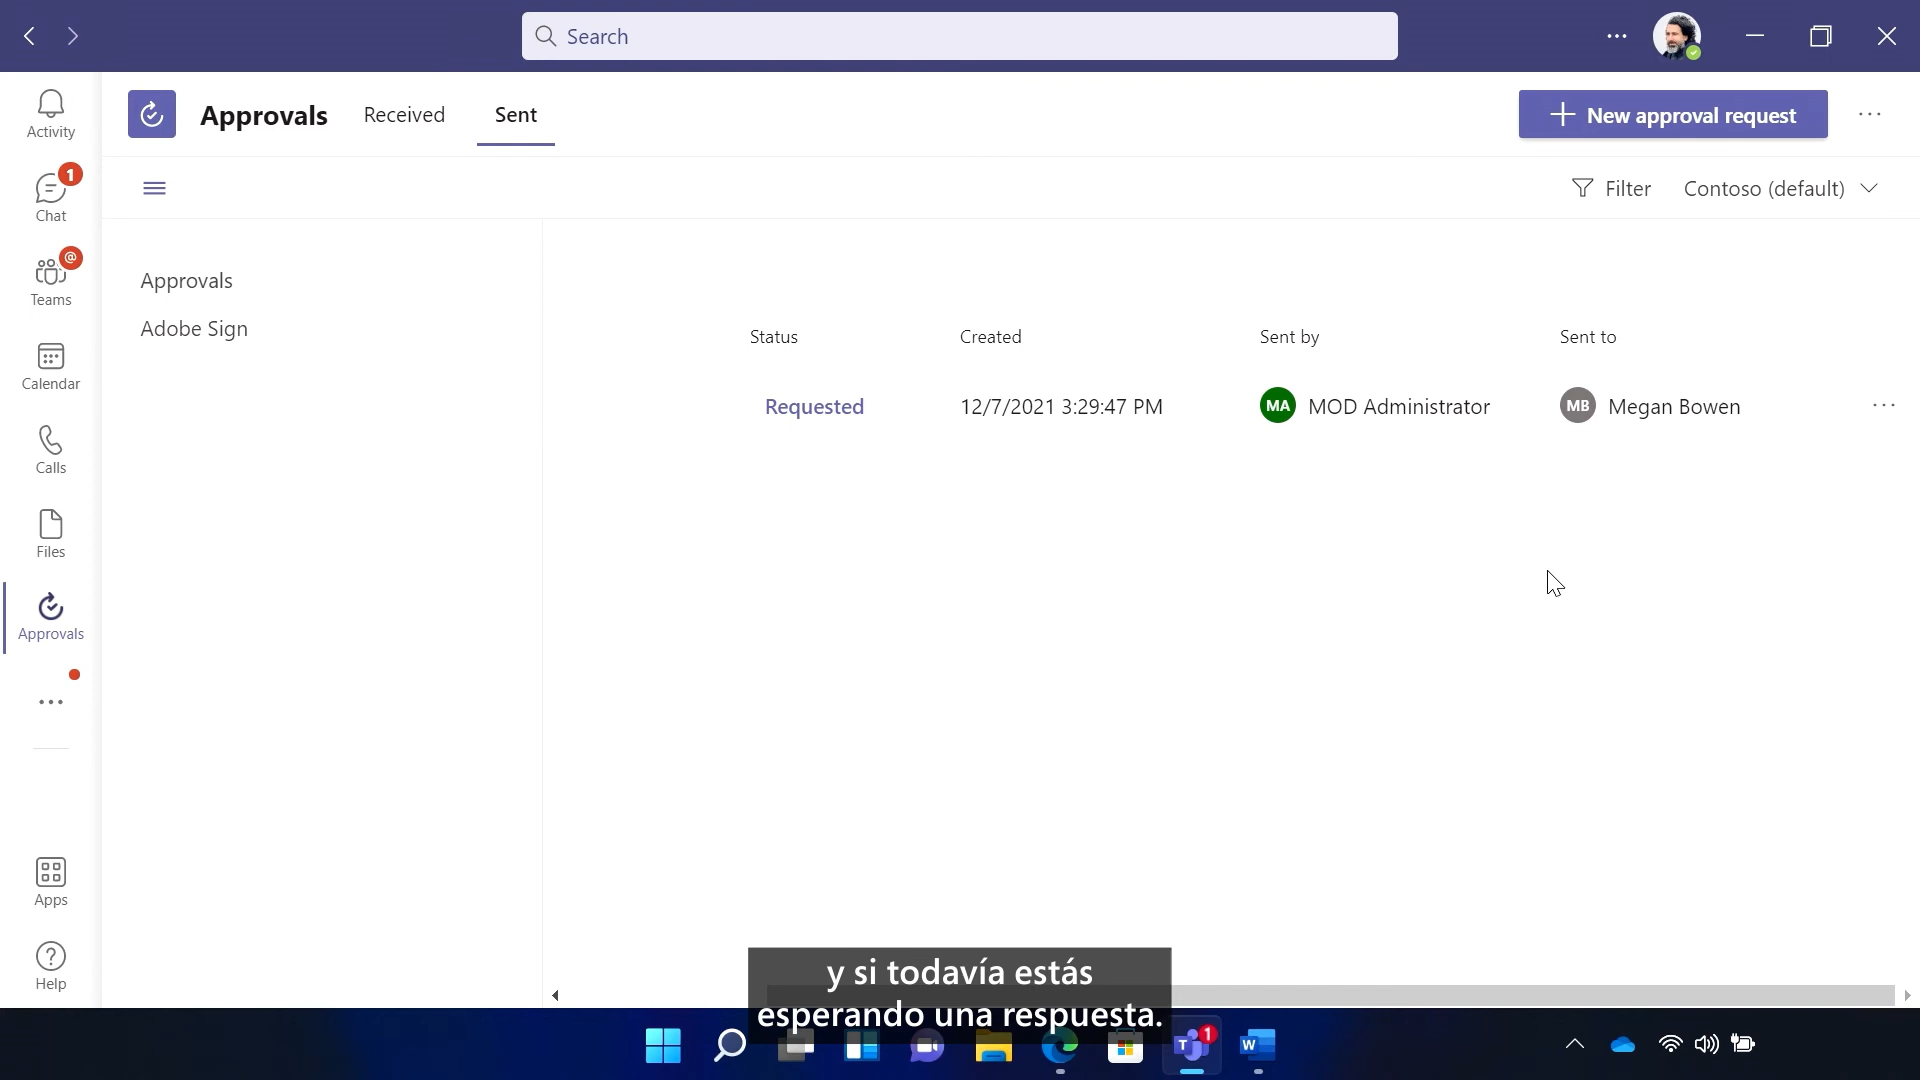 Search
Activity
1
Chat
@
Teams
Calendar
Calls
Files
Approvals
Apps
Help
Approvals Received Sent
New approval request
Filter Contoso (default)
Approvals
Adobe Sign
Status Created Sent by Sent to
Requested 12/7/2021 3:29:47 PM MA MOD Administrator MB Megan Bowen
y si todavía estás
esperando una respuesta.
T 1 W